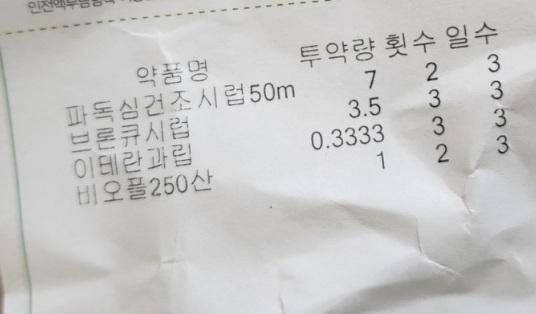 약품명 투약량 횟수 일수
파독심건조시럽50m 7 2 3
브론큐시럽 3.5 3 3
이테란과립 0.3333 3 3
비오플250산 1 2 3